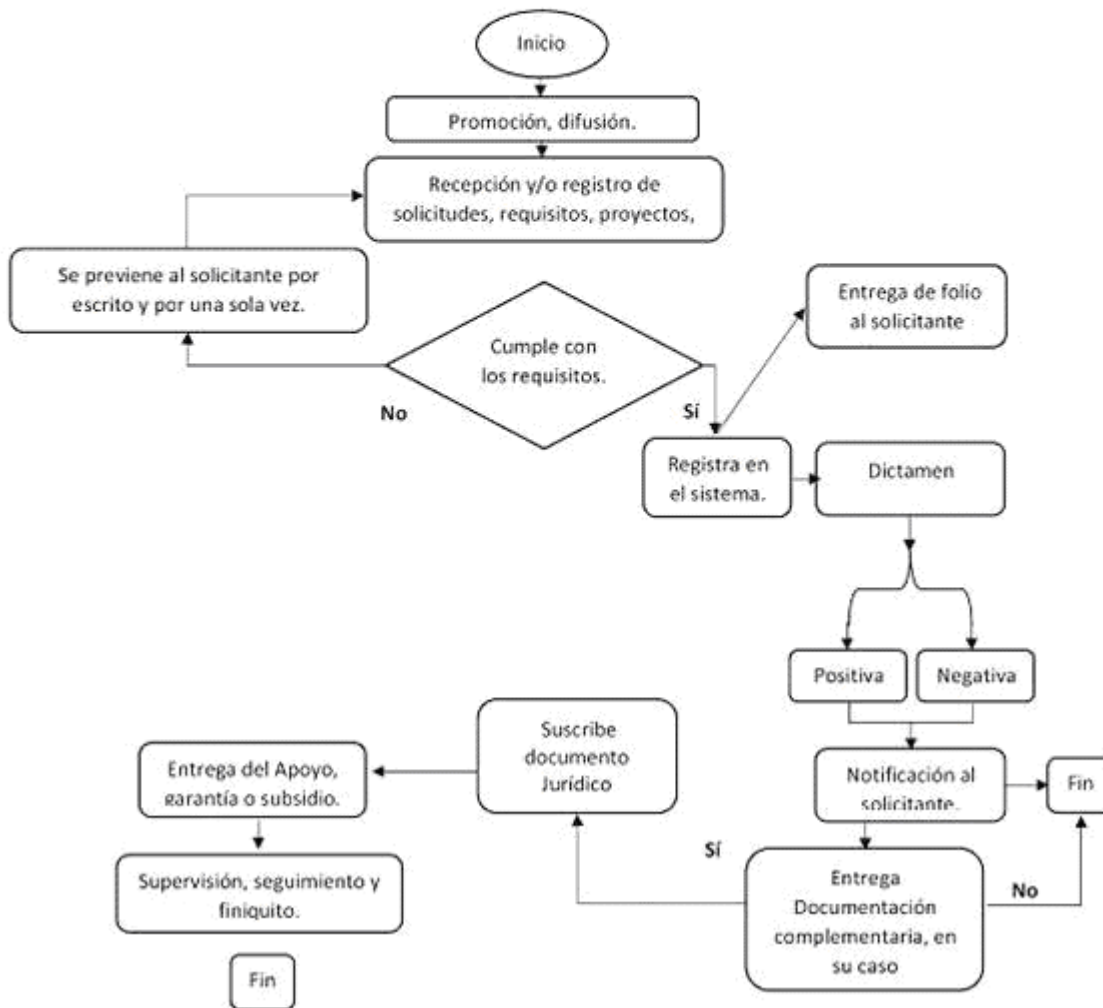 Inicio
Promoción, difusión.
Recepción y/o registro de
solicitudes, requisitos, proyectos,
Se previene al solicitante por
escrito y por una sola vez.
Entrega de folio
al solicitante
Cumple con
los requisitos.
No
Sí
Registra en
el sistema.
Dictamen
Positiva
Negativa
Suscribe
documento
Jurídico
Entrega del Apoyo,
garantía o subsidio.
Notificación al
solicitante.
Fin
Sí
Supervisión, seguimiento y
finiquito.
Entrega
Documentación
complementaria, en
su caso
No
Fin